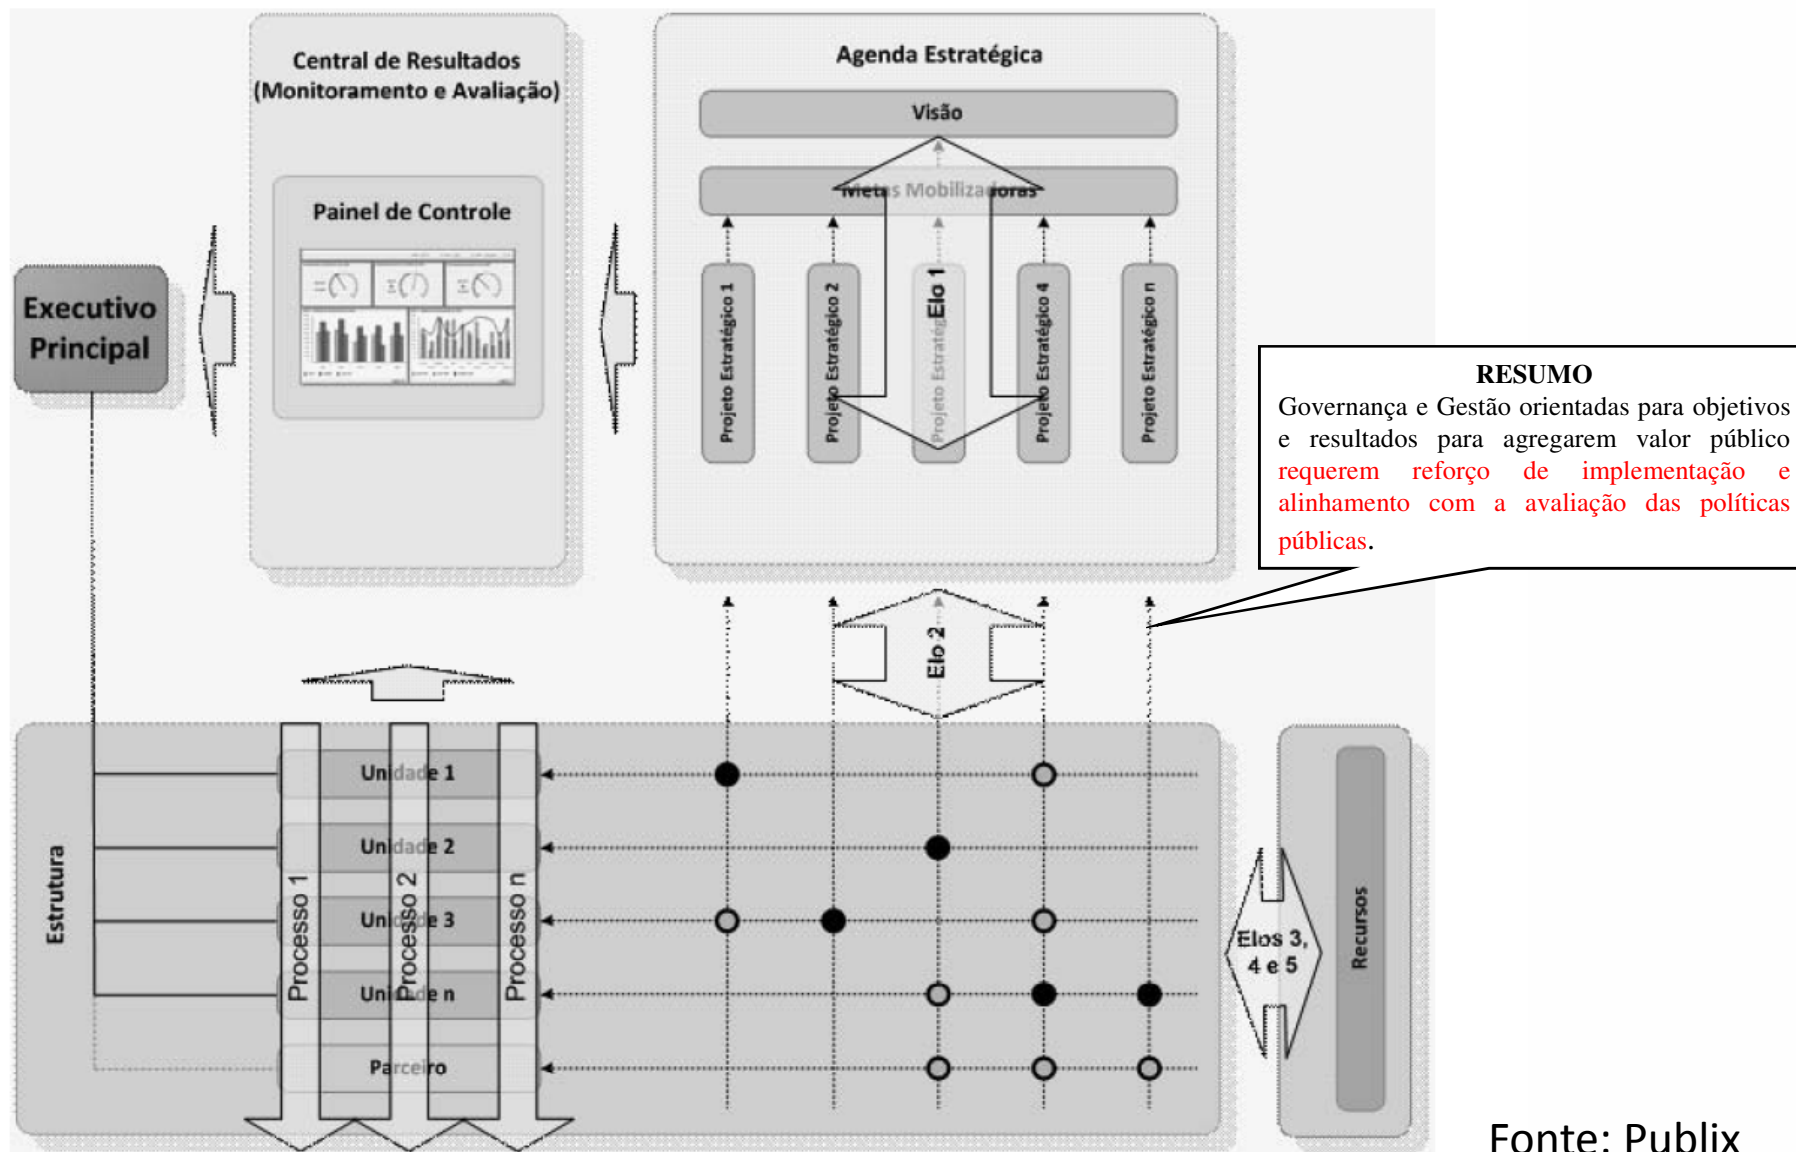 Central de Resultados
(Monitoramento e Avaliação)
Painel de Controle
Executivo
Principal
Agenda Estratégica
Visão
Metas Mobilizadoras
Projeto Estratégico 1
Projeto Estratégico 2
Elo 1
Projeto Estratégico 4
Projeto Estratégico n
RESUMO
Governança e Gestão orientadas para objetivos
e resultados para agregarem valor público
requerem reforço de implementação e
alinhamento com a avaliação das políticas
públicas.
Elo 2
Estrutura
Unidade 1
Unidade 2
Unidade 3
Unidade n
Parceiro
Processo 1
Processo 2
Processo n
Elos 3,
4 e 5
Recursos
Fonte: Publix